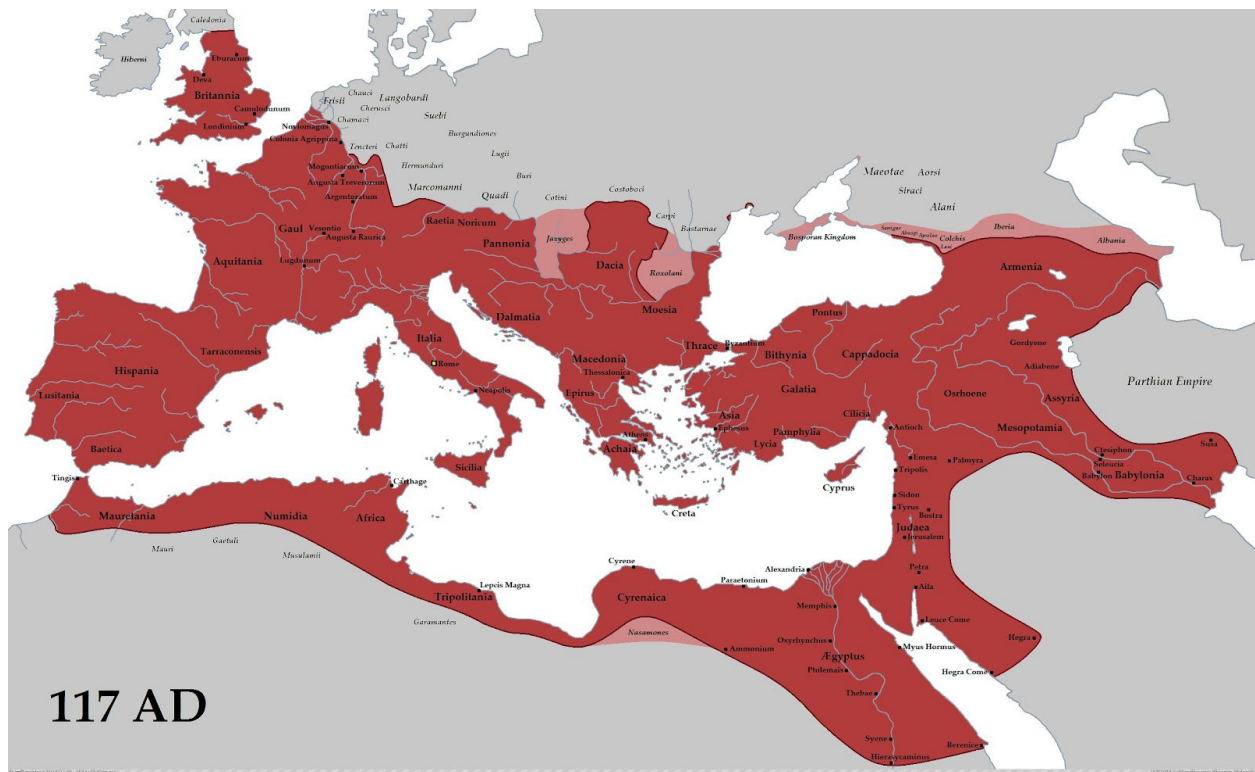 Caledonia
Hiberni
Eburacum
Deva
Britannia
Camulodunum
Londinium
Frisii
Chauci
Langobardi
Cherusci
Suebi
Chamavi
Noviomagus
Colonia Agrippina
Burgundiones
Tencteri
Chatti
Lugii
Mogontiacum
Hermunduri
Buri
Augusta Treverorum
Marcomanni
Quadi
Cotini
Costoboci
Argentoratum
Carpi
Bastarnae
Maeotae
Aorsi
Siraci
Alani
Gaul
Vesontio
Augusta Raurica
Raetia
Noricum
Pannonia
Jazyges
Bosporan Kingdom
Colchis
Lazi
Iberia
Albania
Aquitania
Lugdunum
Dacia
Roxolani
Armenia
Dalmatia
Moesia
Pontus
Tarraconensis
Italia
Rome
Thrace
Byzantium
Bithynia
Cappadocia
Gordyene
Adiabene
Parthian Empire
Hispania
Macedonia
Thessalonica
Galatia
Osrhoene
Assyria
Lusitania
Neapolis
Epirus
Asia
Ephesus
Cilicia
Antioch
Mesopotamia
Susa
Baetica
Athens
Achaia
Lycia
Pamphylia
Emesa
Palmyra
Ctesiphon
Seleucia
Babylon
Babylonia
Charax
Tingis
Sicilia
Carthage
Tripolis
Cyprus
Sidon
Tyrus
Bostra
Mauretania
Numidia
Africa
Creta
Judaea
Jerusalem
Mauri
Gaetuli
Musulamii
Cyrene
Alexandria
Petra
Aila
Lepcis Magna
Tripolitania
Paraetonium
Cyrenaica
Memphis
Leuce Come
Garamantes
Nasamones
Oxyrhynchus
Hegra
Ammonium
Ægyptus
Myus Hormus
Ptolemais
Hegra Come
Thebae
117 AD
Syene
Berenice
Hierasycaminus